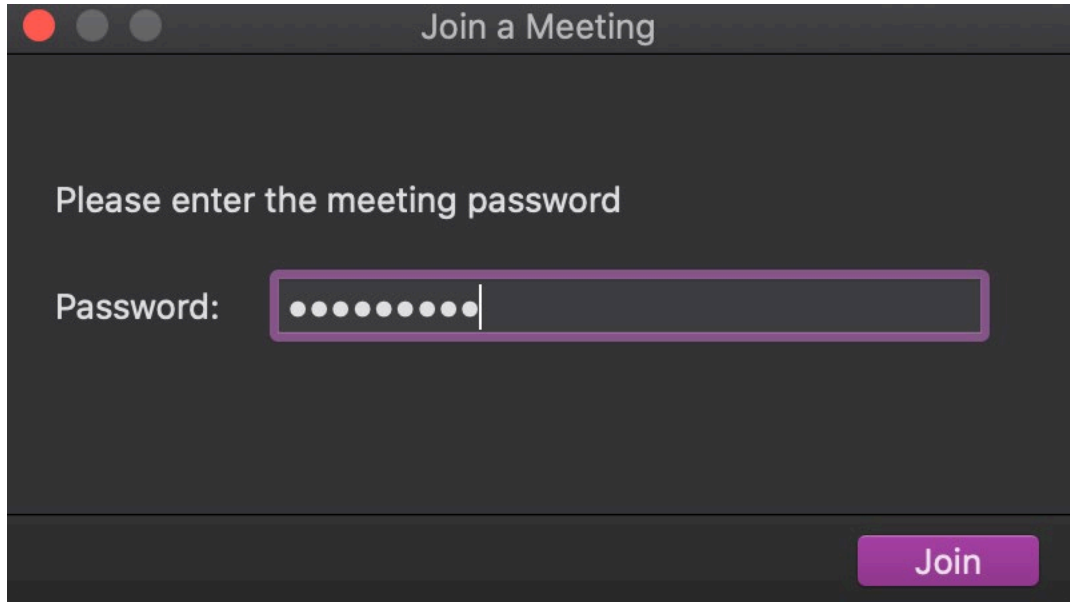 Join a Meeting
Please enter the meeting password
Password: •••••••••
Join